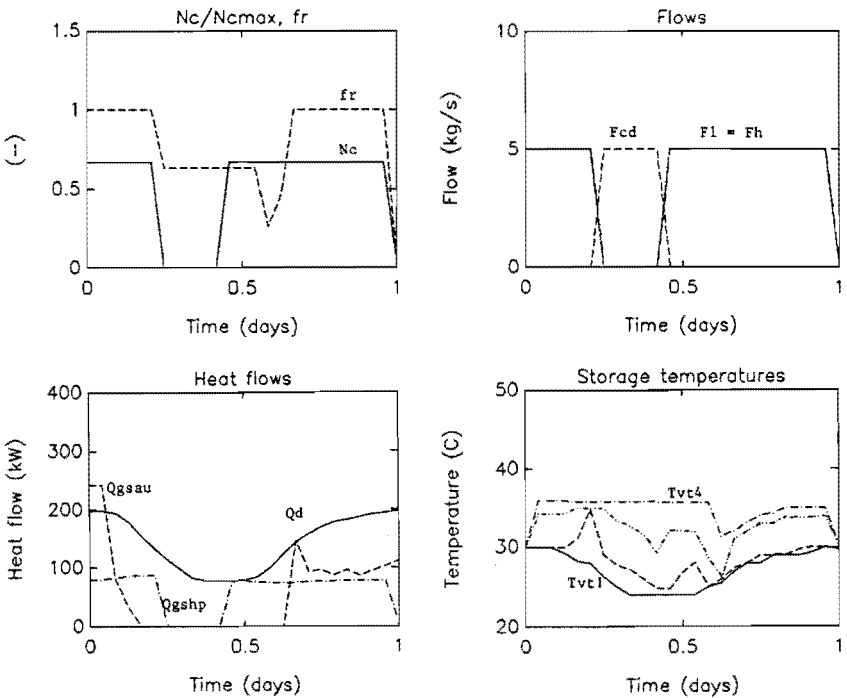 Nc/Ncmax, fr
1.5
1
0.5
0
(-)
fr
Nc
0
0.5
1
Time (days)
Flows
10
5
0
Flow (kg/s)
Fcd
F1 = Fh
0
0.5
1
Time (days)
Heat flows
400
300
200
100
0
Heat flow (kW)
Qgsau
Qd
Qgshp
0
0.5
1
Time (days)
Storage temperatures
50
40
30
20
Temperature (C)
Tvt4
Tvt1
0
0.5
1
Time (days)